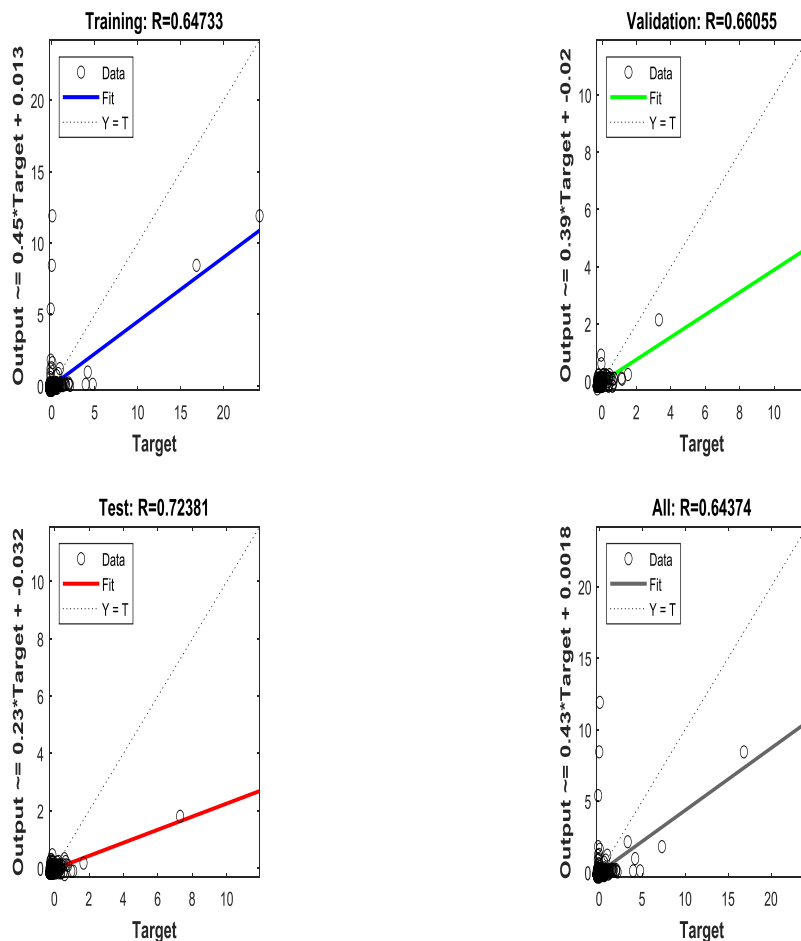 Training: R=0.64733
Output ~= 0.45*Target + 0.013
20
15
10
5
0
Data
Fit
Y = T
0 5 10 15 20
Target
Validation: R=0.66055
Output ~= 0.39*Target + -0.02
10
8
6
4
2
0
Data
Fit
Y = T
0 2 4 6 8 10
Target
Test: R=0.72381
Output ~= 0.23*Target + -0.032
10
8
6
4
2
0
Data
Fit
Y = T
0 2 4 6 8 10
Target
All: R=0.64374
Output ~= 0.43*Target + 0.0018
20
15
10
5
0
Data
Fit
Y = T
0 5 10 15 20
Target